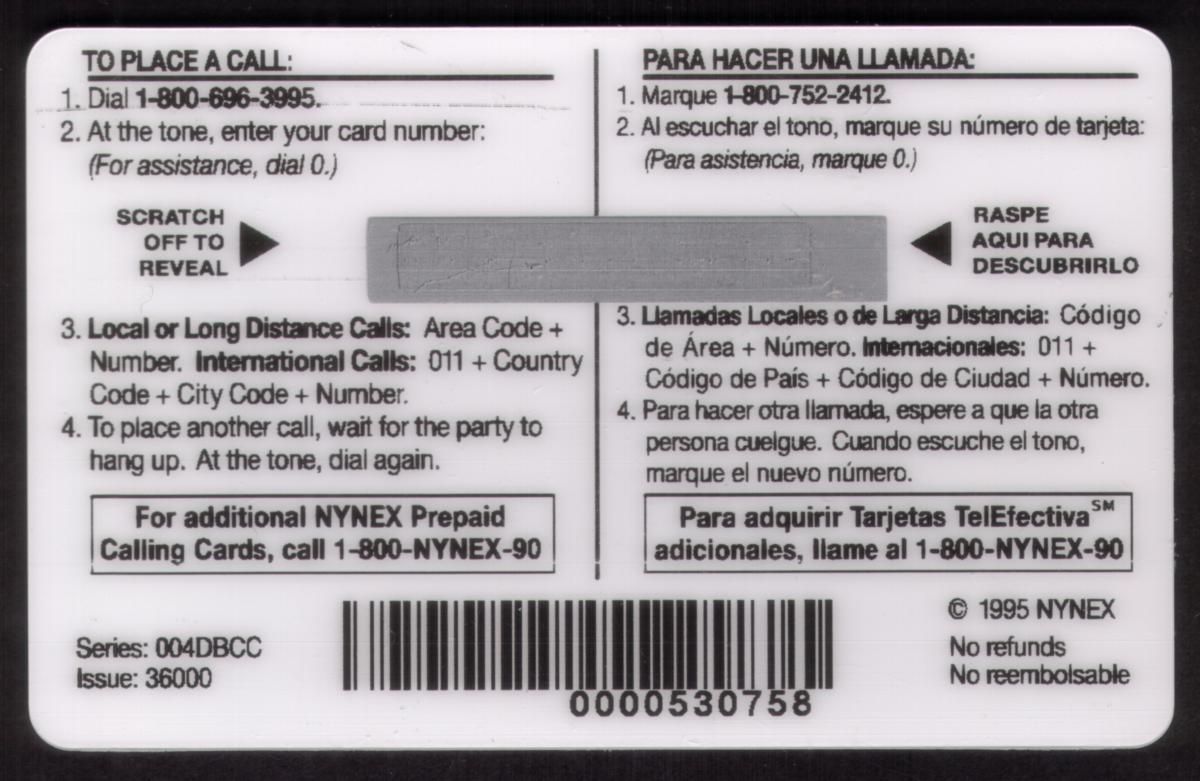 TO PLACE A CALL:
1. Dial 1-800-696-3995.
2. At the tone, enter your card number:
(For assistance, dial 0.)
SCRATCH
OFF TO
REVEAL
3. Local or Long Distance Calls: Area Code +
Number. International Calls: 011 + Country
Code + City Code + Number.
4. To place another call, wait for the party to
hang up. At the tone, dial again.
For additional NYNEX Prepaid
Calling Cards, call 1-800-NYNEX-90
PARA HACER UNA LLAMADA:
1. Marque 1-800-752-2412.
2. Al escuchar el tono, marque su número de tarjeta:
(Para asistencia, marque 0.)
RASPE
AQUI PARA
DESCUBRIRLO
3. Llamadas Locales o de Larga Distancia: Código
de Área + Número. Internacionales: 011 +
Código de País + Código de Ciudad + Número.
4. Para hacer otra llamada, espere a que la otra
persona cuelgue. Cuando escuche el tono,
marque el nuevo número.
Para adquirir Tarjetas TelEfectiva℠
adicionales, llame al 1-800-NYNEX-90
Series: 004DBCC
Issue: 36000
0000530758
© 1995 NYNEX
No refunds
No reembolsable